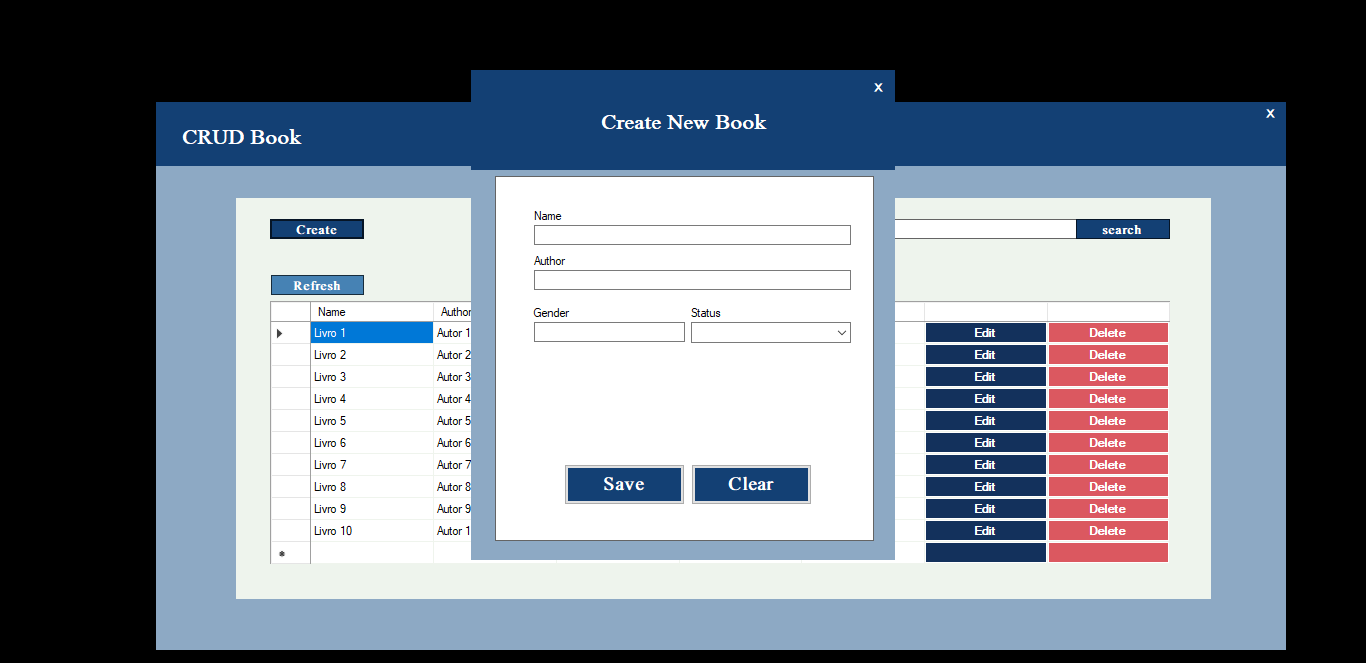 x
Create New Book
CRUD Book
x
Name
Author
Gender
Status
Save
Clear
Create
search
Refresh
Name Author
Livro 1 Autor 1 Edit Delete
Livro 2 Autor 2 Edit Delete
Livro 3 Autor 3 Edit Delete
Livro 4 Autor 4 Edit Delete
Livro 5 Autor 5 Edit Delete
Livro 6 Autor 6 Edit Delete
Livro 7 Autor 7 Edit Delete
Livro 8 Autor 8 Edit Delete
Livro 9 Autor 9 Edit Delete
Livro 10 Autor 1 Edit Delete